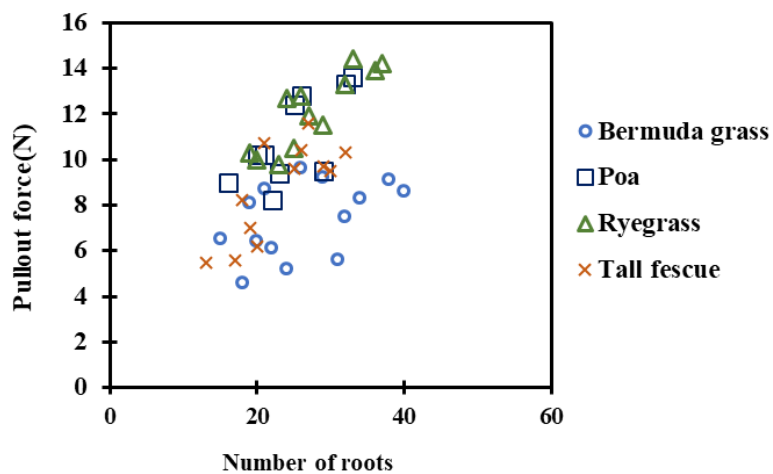 16
14
12
10
8
6
4
2
0
Pullout force(N)
0 20 40 60
Number of roots
Bermuda grass
Poa
Ryegrass
Tall fescue